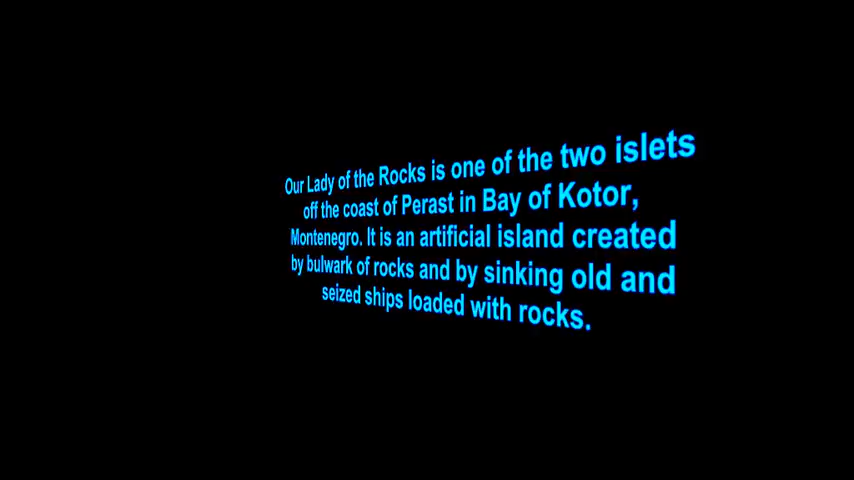 Our Lady of the Rocks is one of the two islets
off the coast of Perast in Bay of Kotor,
Montenegro. It is an artificial island created
by bulwark of rocks and by sinking old and
seized ships loaded with rocks.